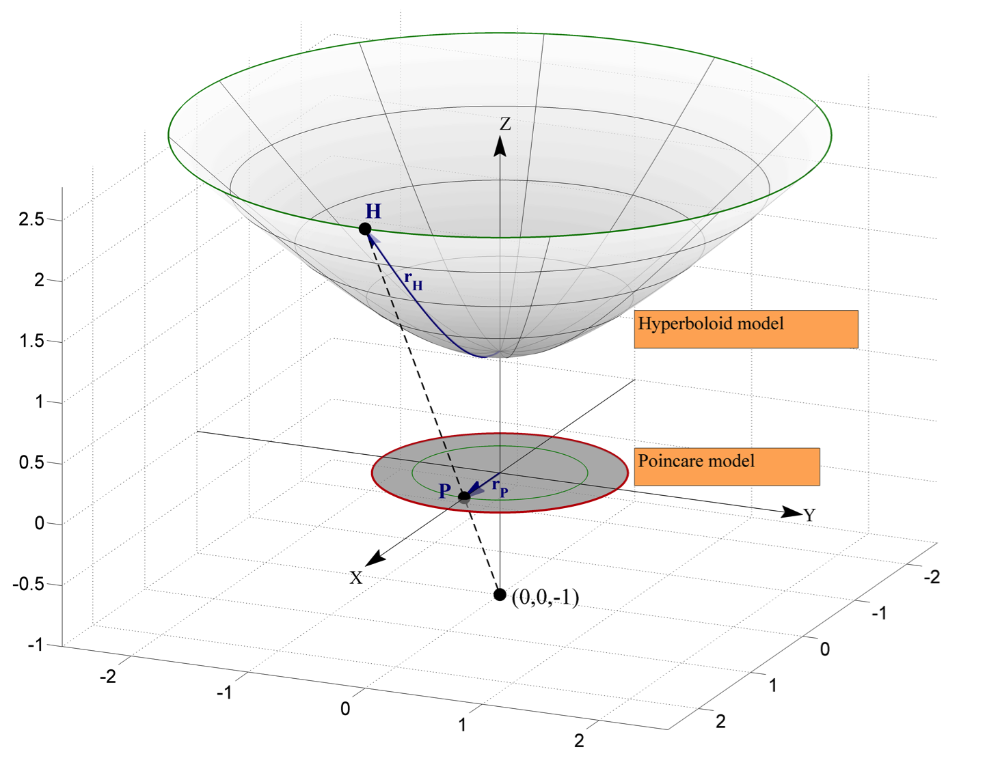 Z
H
2.5
r_H
2
Hyperboloid model
1.5
1
0.5
Poincare model
P
r_P
0
Y
X
-0.5
(0,0,-1)
-1
-2
-1
0
1
2
-2
-1
0
1
2